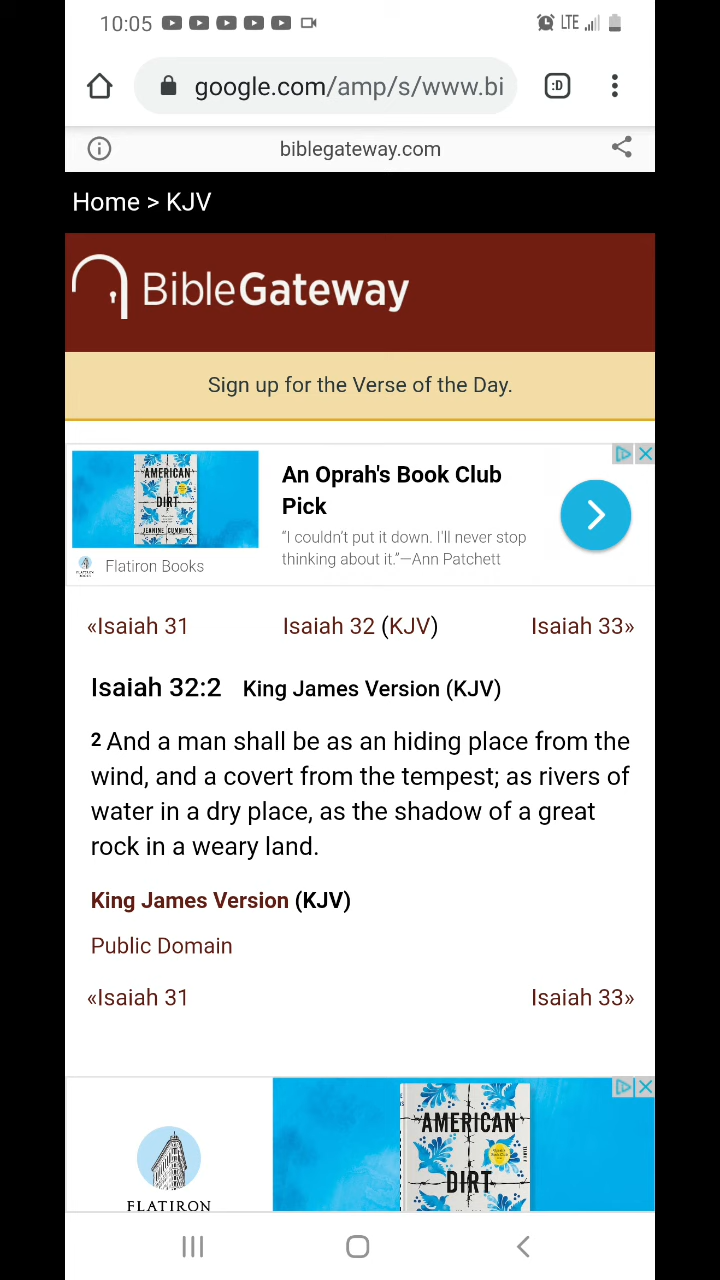 10:05 LTE
google.com/amp/s/www.bi :D
biblegateway.com
Home > KJV
BibleGateway
Sign up for the Verse of the Day.
AMERICAN
DIRT
JEANINE CUMMINS
Flatiron Books
An Oprah's Book Club
Pick
“I couldn’t put it down. I’ll never stop
thinking about it.”—Ann Patchett
«Isaiah 31 Isaiah 32 (KJV) Isaiah 33»
Isaiah 32:2 King James Version (KJV)
2 And a man shall be as an hiding place from the
wind, and a covert from the tempest; as rivers of
water in a dry place, as the shadow of a great
rock in a weary land.
King James Version (KJV)
Public Domain
«Isaiah 31 Isaiah 33»
FLATIRON
AMERICAN
DIRT